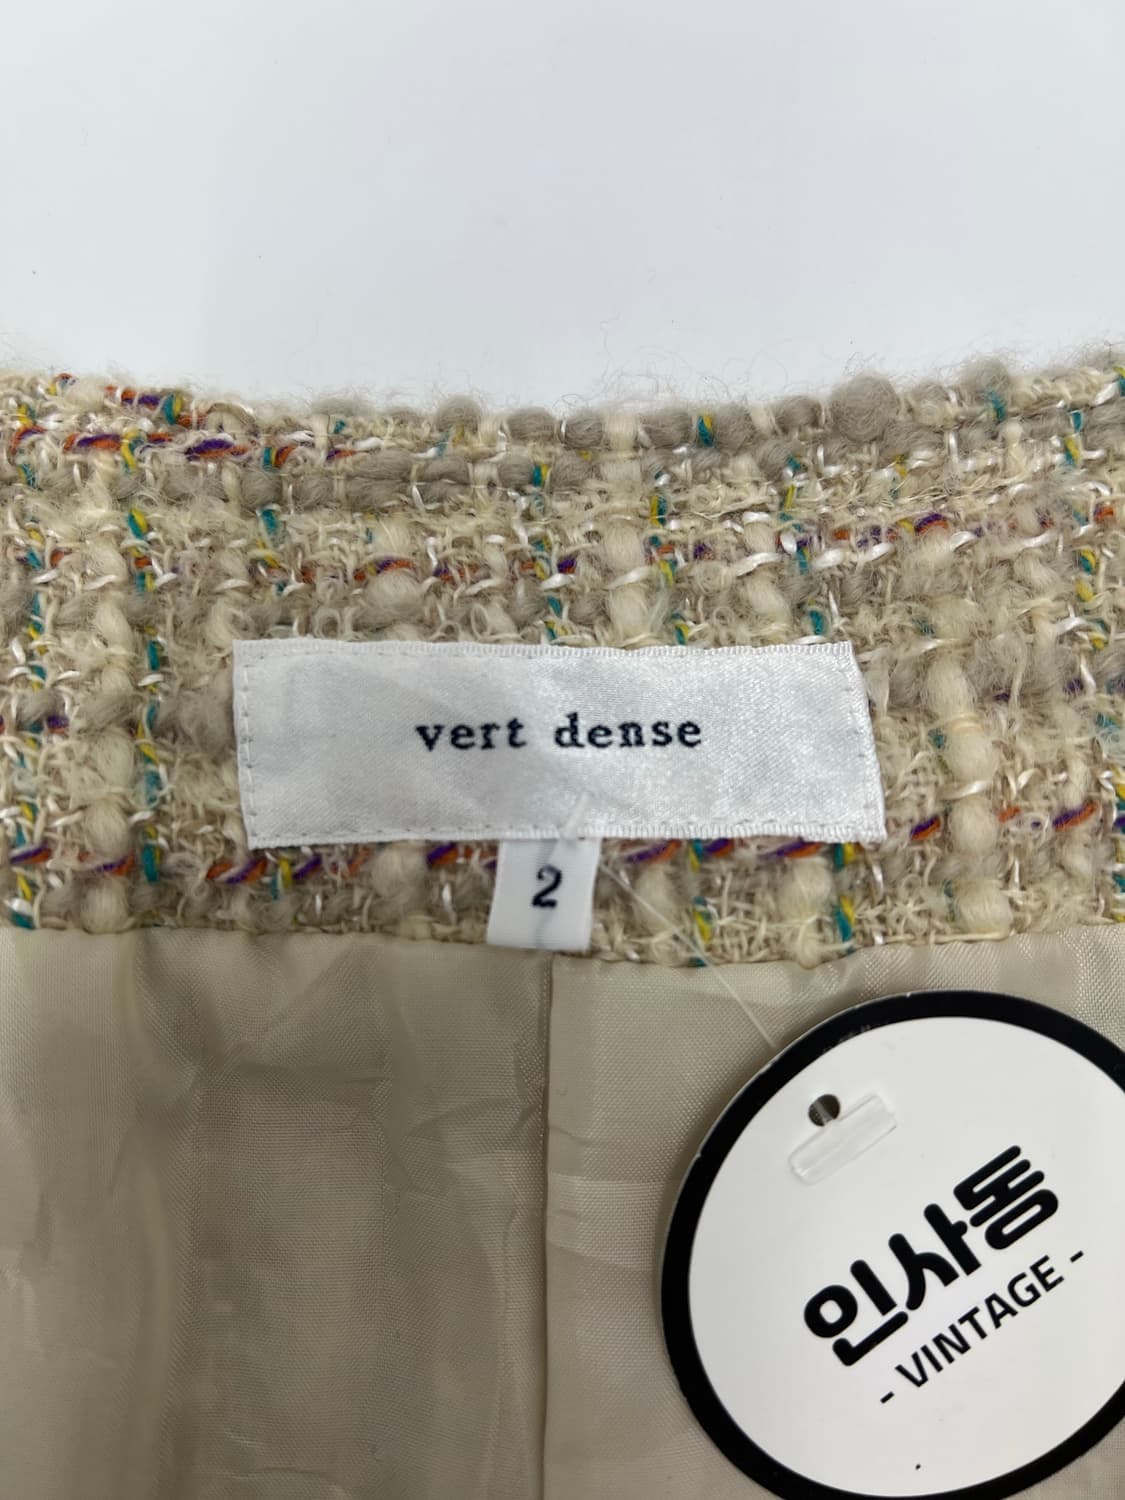 vert dense
2
인사동
- VINTAGE -